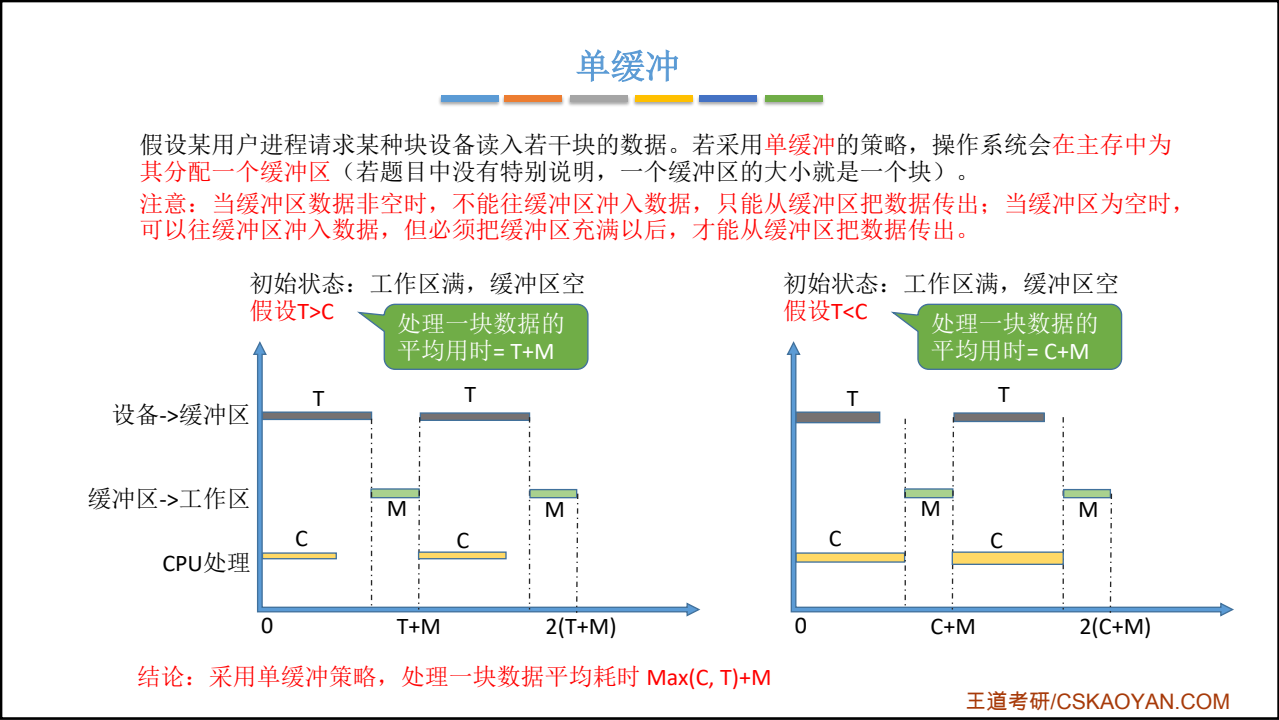 单缓冲
假设某用户进程请求某种块设备读入若干块的数据。若采用单缓冲的策略，操作系统会在主存中为
其分配一个缓冲区（若题目中没有特别说明，一个缓冲区的大小就是一个块）。
注意：当缓冲区数据非空时，不能往缓冲区冲入数据，只能从缓冲区把数据传出；当缓冲区为空时，
可以往缓冲区冲入数据，但必须把缓冲区充满以后，才能从缓冲区把数据传出。
初始状态：工作区满，缓冲区空
假设T>C
处理一块数据的
平均用时= T+M
设备->缓冲区
T
T
缓冲区->工作区
M
M
CPU处理
C
C
0
T+M
2(T+M)
初始状态：工作区满，缓冲区空
假设T<C
处理一块数据的
平均用时= C+M
T
T
M
M
C
C
0
C+M
2(C+M)
结论：采用单缓冲策略，处理一块数据平均耗时 Max(C, T)+M
王道考研/CSKAOYAN.COM